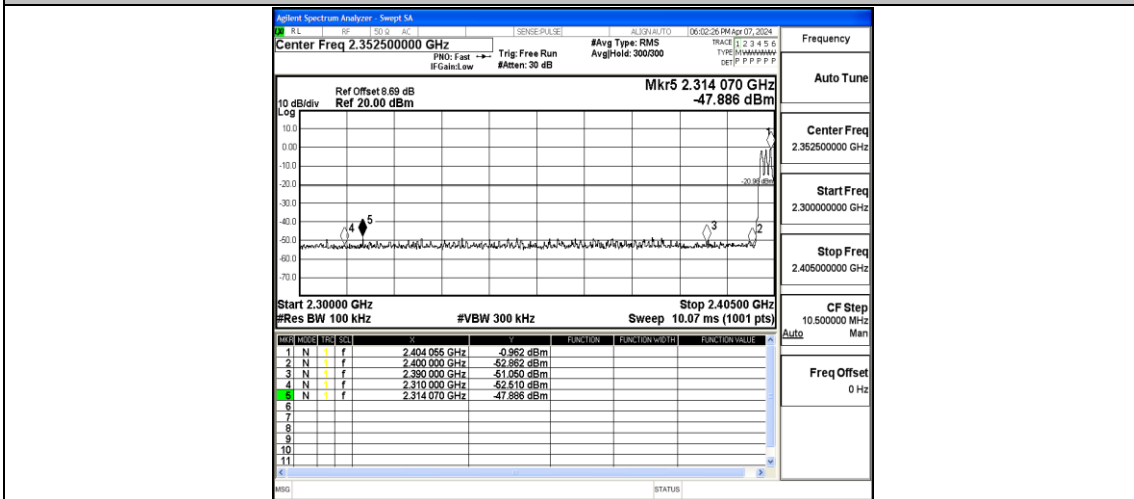 Agilent Spectrum Analyzer - Swept SA
RL RF 50 Ω AC SENSE:PULSE ALIGN AUTO 06:02:26 PM Apr 07, 2024
Center Freq 2.352500000 GHz #Avg Type: RMS TRACE 1 2 3 4 5 6
PNO: Fast Trig: Free Run Avg|Hold: 300/300 TYPE
IFGain:Low #Atten: 30 dB DET P P P P P P
Frequency
Auto Tune
Center Freq
2.352500000 GHz
Start Freq
2.300000000 GHz
Stop Freq
2.405000000 GHz
CF Step
10.500000 MHz
Auto Man
Freq Offset
0 Hz
Mkr5 2.314 070 GHz
-47.886 dBm
Ref Offset 8.69 dB
10 dB/div Ref 20.00 dBm
Log
10.0
0.00
-10.0
-20.0
-30.0
-40.0
-50.0
-60.0
-70.0
1
4 5 3 2
Start 2.30000 GHz Stop 2.40500 GHz
#Res BW 100 kHz #VBW 300 kHz Sweep 10.07 ms (1001 pts)
MKR MODE TRC SCL X Y FUNCTION FUNCTION WIDTH FUNCTION VALUE
1 N 1 f 2.404 055 GHz -0.962 dBm
2 N 1 f 2.400 000 GHz -52.862 dBm
3 N 1 f 2.390 000 GHz -51.050 dBm
4 N 1 f 2.310 000 GHz -52.510 dBm
5 N 1 f 2.314 070 GHz -47.886 dBm
6
7
8
9
10
11
MSG STATUS